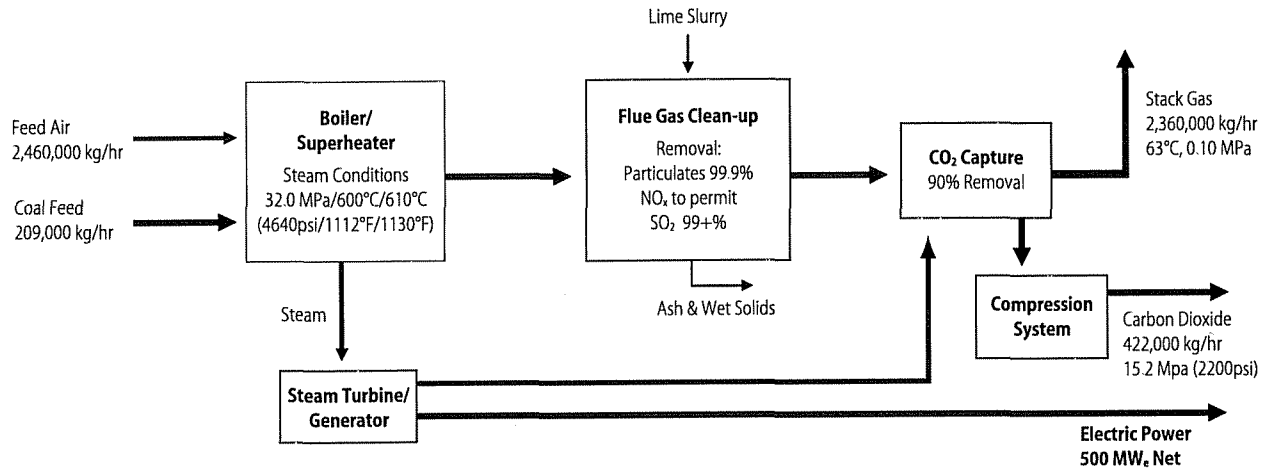 Lime Slurry
Feed Air
2,460,000 kg/hr
Coal Feed
209,000 kg/hr
Boiler/
Superheater
Steam Conditions
32.0 MPa/600°C/610°C
(4640psi/1112°F/1130°F)
Flue Gas Clean-up
Removal:
Particulates 99.9%
NOx to permit
SO2 99+%
CO2 Capture
90% Removal
Stack Gas
2,360,000 kg/hr
63°C, 0.10 MPa
Steam
Ash & Wet Solids
Compression
System
Carbon Dioxide
422,000 kg/hr
15.2 Mpa (2200psi)
Steam Turbine/
Generator
Electric Power
500 MWe Net